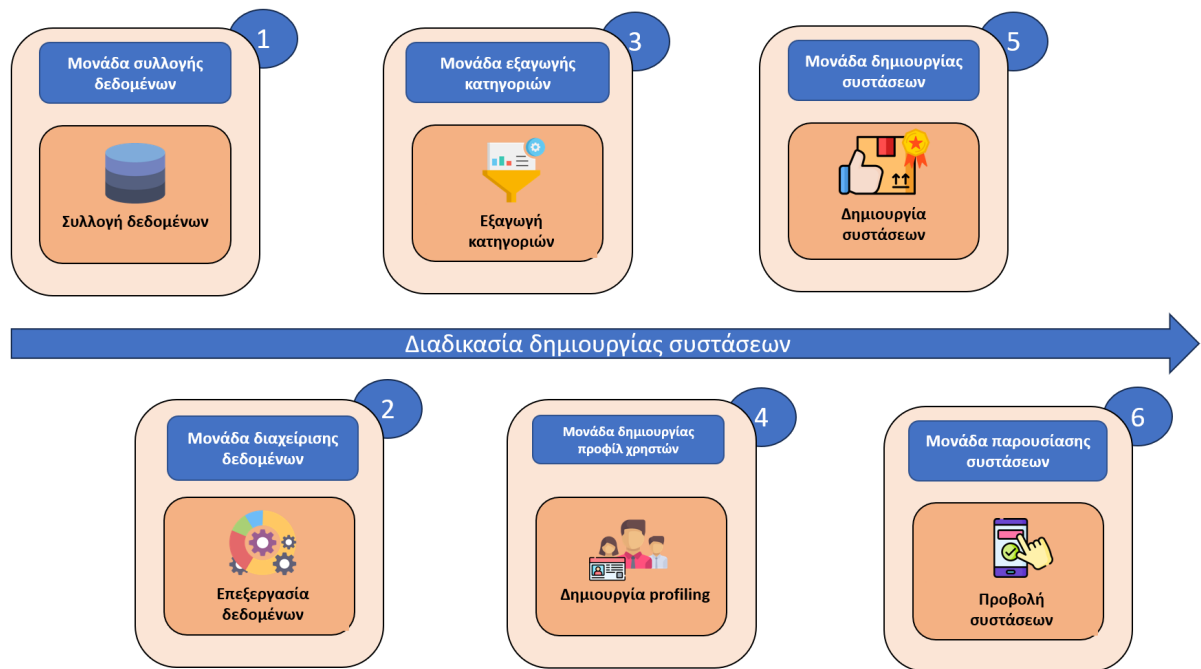 1
Μονάδα συλλογής
δεδομένων
Συλλογή δεδομένων
3
Μονάδα εξαγωγής
κατηγοριών
Εξαγωγή
κατηγοριών
5
Μονάδα δημιουργίας
συστάσεων
Δημιουργία
συστάσεων
Διαδικασία δημιουργίας συστάσεων
2
Μονάδα διαχείρισης
δεδομένων
Επεξεργασία
δεδομένων
4
Μονάδα δημιουργίας
προφίλ χρηστών
Δημιουργία profiling
6
Μονάδα παρουσίασης
συστάσεων
Προβολή
συστάσεων